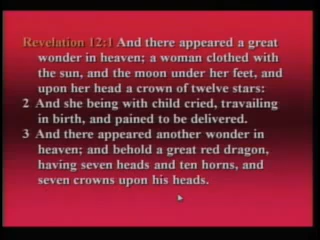 Revelation 12:1 And there appeared a great
wonder in heaven; a woman clothed with
the sun, and the moon under her feet, and
upon her head a crown of twelve stars:
2 And she being with child cried, travailing
in birth, and pained to be delivered.
3 And there appeared another wonder in
heaven; and behold a great red dragon,
having seven heads and ten horns, and
seven crowns upon his heads.